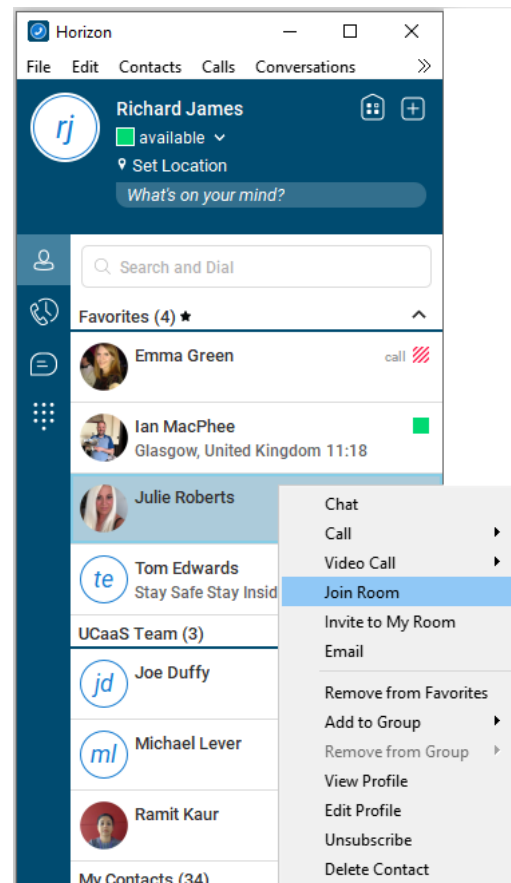 Horizon
File Edit Contacts Calls Conversations
rj
Richard James
available
Set Location
What's on your mind?
Search and Dial
Favorites (4)
Emma Green
call
Ian MacPhee
Glasgow, United Kingdom 11:18
Julie Roberts
te
Tom Edwards
Stay Safe Stay Insid
UCaaS Team (3)
jd
Joe Duffy
ml
Michael Lever
Ramit Kaur
My Contacts (34)
Chat
Call
Video Call
Join Room
Invite to My Room
Email
Remove from Favorites
Add to Group
Remove from Group
View Profile
Edit Profile
Unsubscribe
Delete Contact